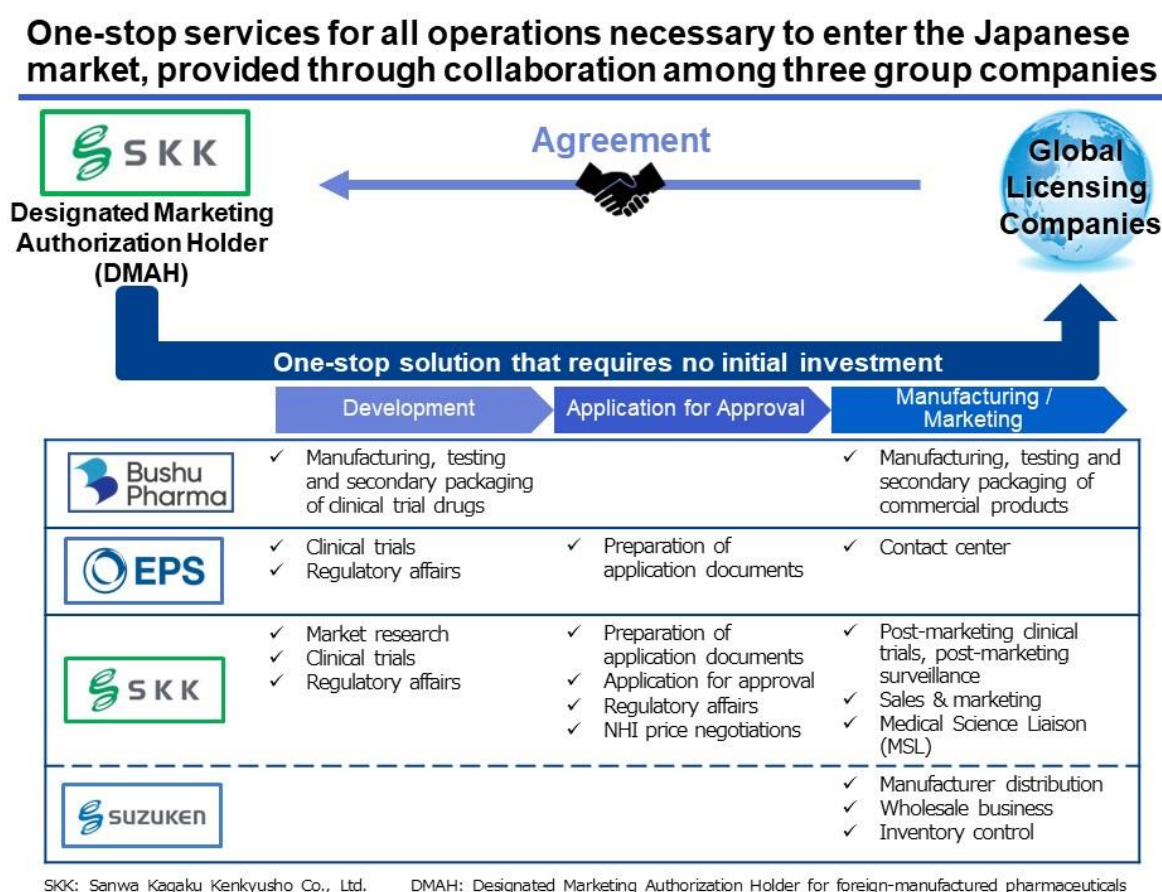 One-stop services for all operations necessary to enter the Japanese
market, provided through collaboration among three group companies
SKK
Designated Marketing
Authorization Holder
(DMAH)
Agreement
Global
Licensing
Companies
One-stop solution that requires no initial investment
Development
Application for Approval
Manufacturing /
Marketing
Bushu
Pharma
✓ Manufacturing, testing
and secondary packaging
of clinical trial drugs
✓ Manufacturing, testing and
secondary packaging of
commercial products
EPS
✓ Clinical trials
✓ Regulatory affairs
✓ Preparation of
application documents
✓ Contact center
SKK
✓ Market research
✓ Clinical trials
✓ Regulatory affairs
✓ Preparation of
application documents
✓ Application for approval
✓ Regulatory affairs
✓ NHI price negotiations
✓ Post-marketing clinical
trials, post-marketing
surveillance
✓ Sales & marketing
✓ Medical Science Liaison
(MSL)
SUZUKEN
✓ Manufacturer distribution
✓ Wholesale business
✓ Inventory control
SKK: Sanwa Kagaku Kenkyusho Co., Ltd. DMAH: Designated Marketing Authorization Holder for foreign-manufactured pharmaceuticals